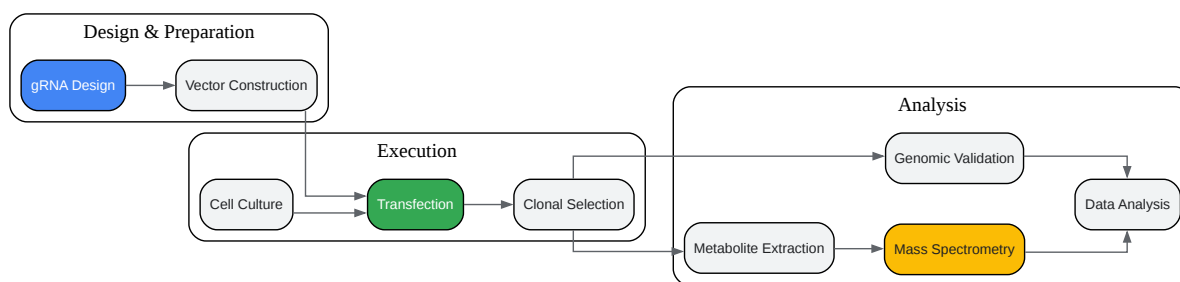 Design & Preparation
gRNA Design
Vector Construction
Execution
Cell Culture
Transfection
Clonal Selection
Analysis
Genomic Validation
Data Analysis
Metabolite Extraction
Mass Spectrometry